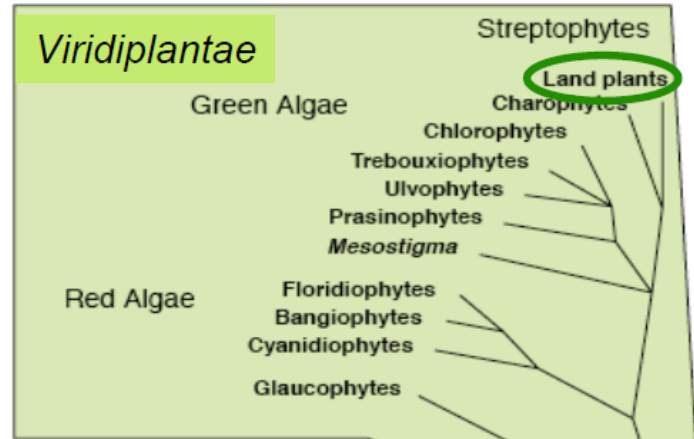 Viridiplantae
Streptophytes
Land plants
Green Algae
Charophytes
Chlorophytes
Trebouxiophytes
Ulvophytes
Prasinophytes
Mesostigma
Red Algae
Floridiophytes
Bangiophytes
Cyanidiophytes
Glaucophytes